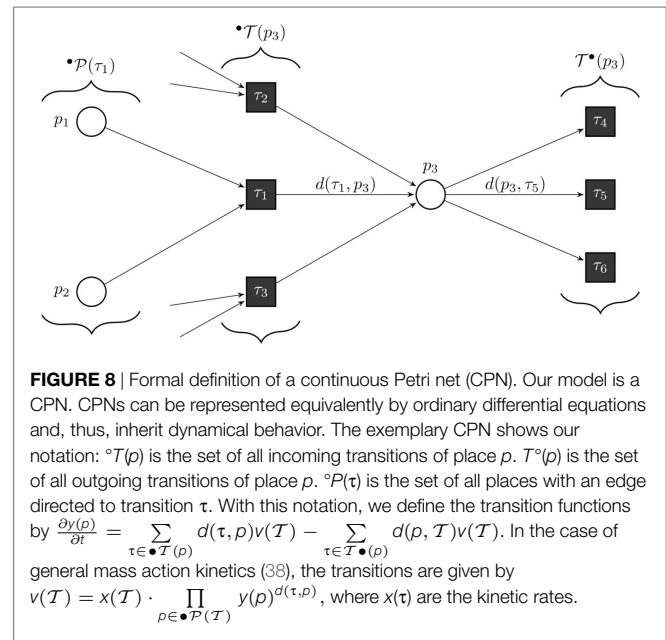 •𝒯(p₃)
•𝒫(τ₁)
𝒯•(p₃)
p₁
τ₂
τ₄
p₃
τ₁
d(τ₁, p₃)
d(p₃, τ₅)
τ₅
p₂
τ₃
τ₆
FIGURE 8 | Formal definition of a continuous Petri net (CPN). Our model is a
CPN. CPNs can be represented equivalently by ordinary differential equations
and, thus, inherit dynamical behavior. The exemplary CPN shows our
notation: °T(p) is the set of all incoming transitions of place p. T°(p) is the set
of all outgoing transitions of place p. °P(τ) is the set of all places with an edge
directed to transition τ. With this notation, we define the transition functions
by ∂y(p)/∂t = ∑_{τ∈•𝒯(p)} d(τ, p)v(𝒯) − ∑_{τ∈𝒯•(p)} d(p, 𝒯)v(𝒯). In the case of
general mass action kinetics (38), the transitions are given by
v(𝒯) = x(𝒯) · ∏_{p∈•𝒫(𝒯)} y(p)^{d(τ,p)}, where x(τ) are the kinetic rates.